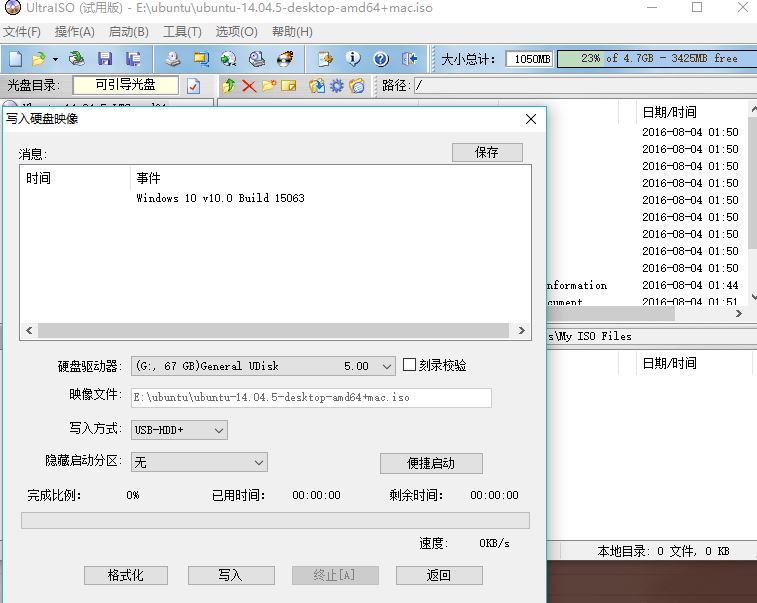 UltraISO (试用版) - E:\ubuntu\ubuntu-14.04.5-desktop-amd64+mac.iso
文件(F) 操作(A) 启动(B) 工具(T) 选项(O) 帮助(H)
大小总计: 1050MB 23% of 4.7GB - 3425MB free
光盘目录: 可引导光盘 路径: /
写入硬盘映像
日期/时间
2016-08-04 01:50
2016-08-04 01:50
2016-08-04 01:50
2016-08-04 01:50
2016-08-04 01:50
2016-08-04 01:50
2016-08-04 01:50
2016-08-04 01:50
2016-08-04 01:50
nformation 2016-08-04 01:44
cument 2016-08-04 01:51
s\My ISO Files
日期/时间
消息: 保存
时间 事件
Windows 10 v10.0 Build 15063
硬盘驱动器: (G:, 67 GB)General UDisk 5.00 刻录校验
映像文件: E:\ubuntu\ubuntu-14.04.5-desktop-amd64+mac.iso
写入方式: USB-HDD+
隐藏启动分区: 无 便捷启动
完成比例: 0% 已用时间: 00:00:00 剩余时间: 00:00:00
速度: 0KB/s
格式化 写入 终止[A] 返回
本地目录: 0 文件, 0 KB